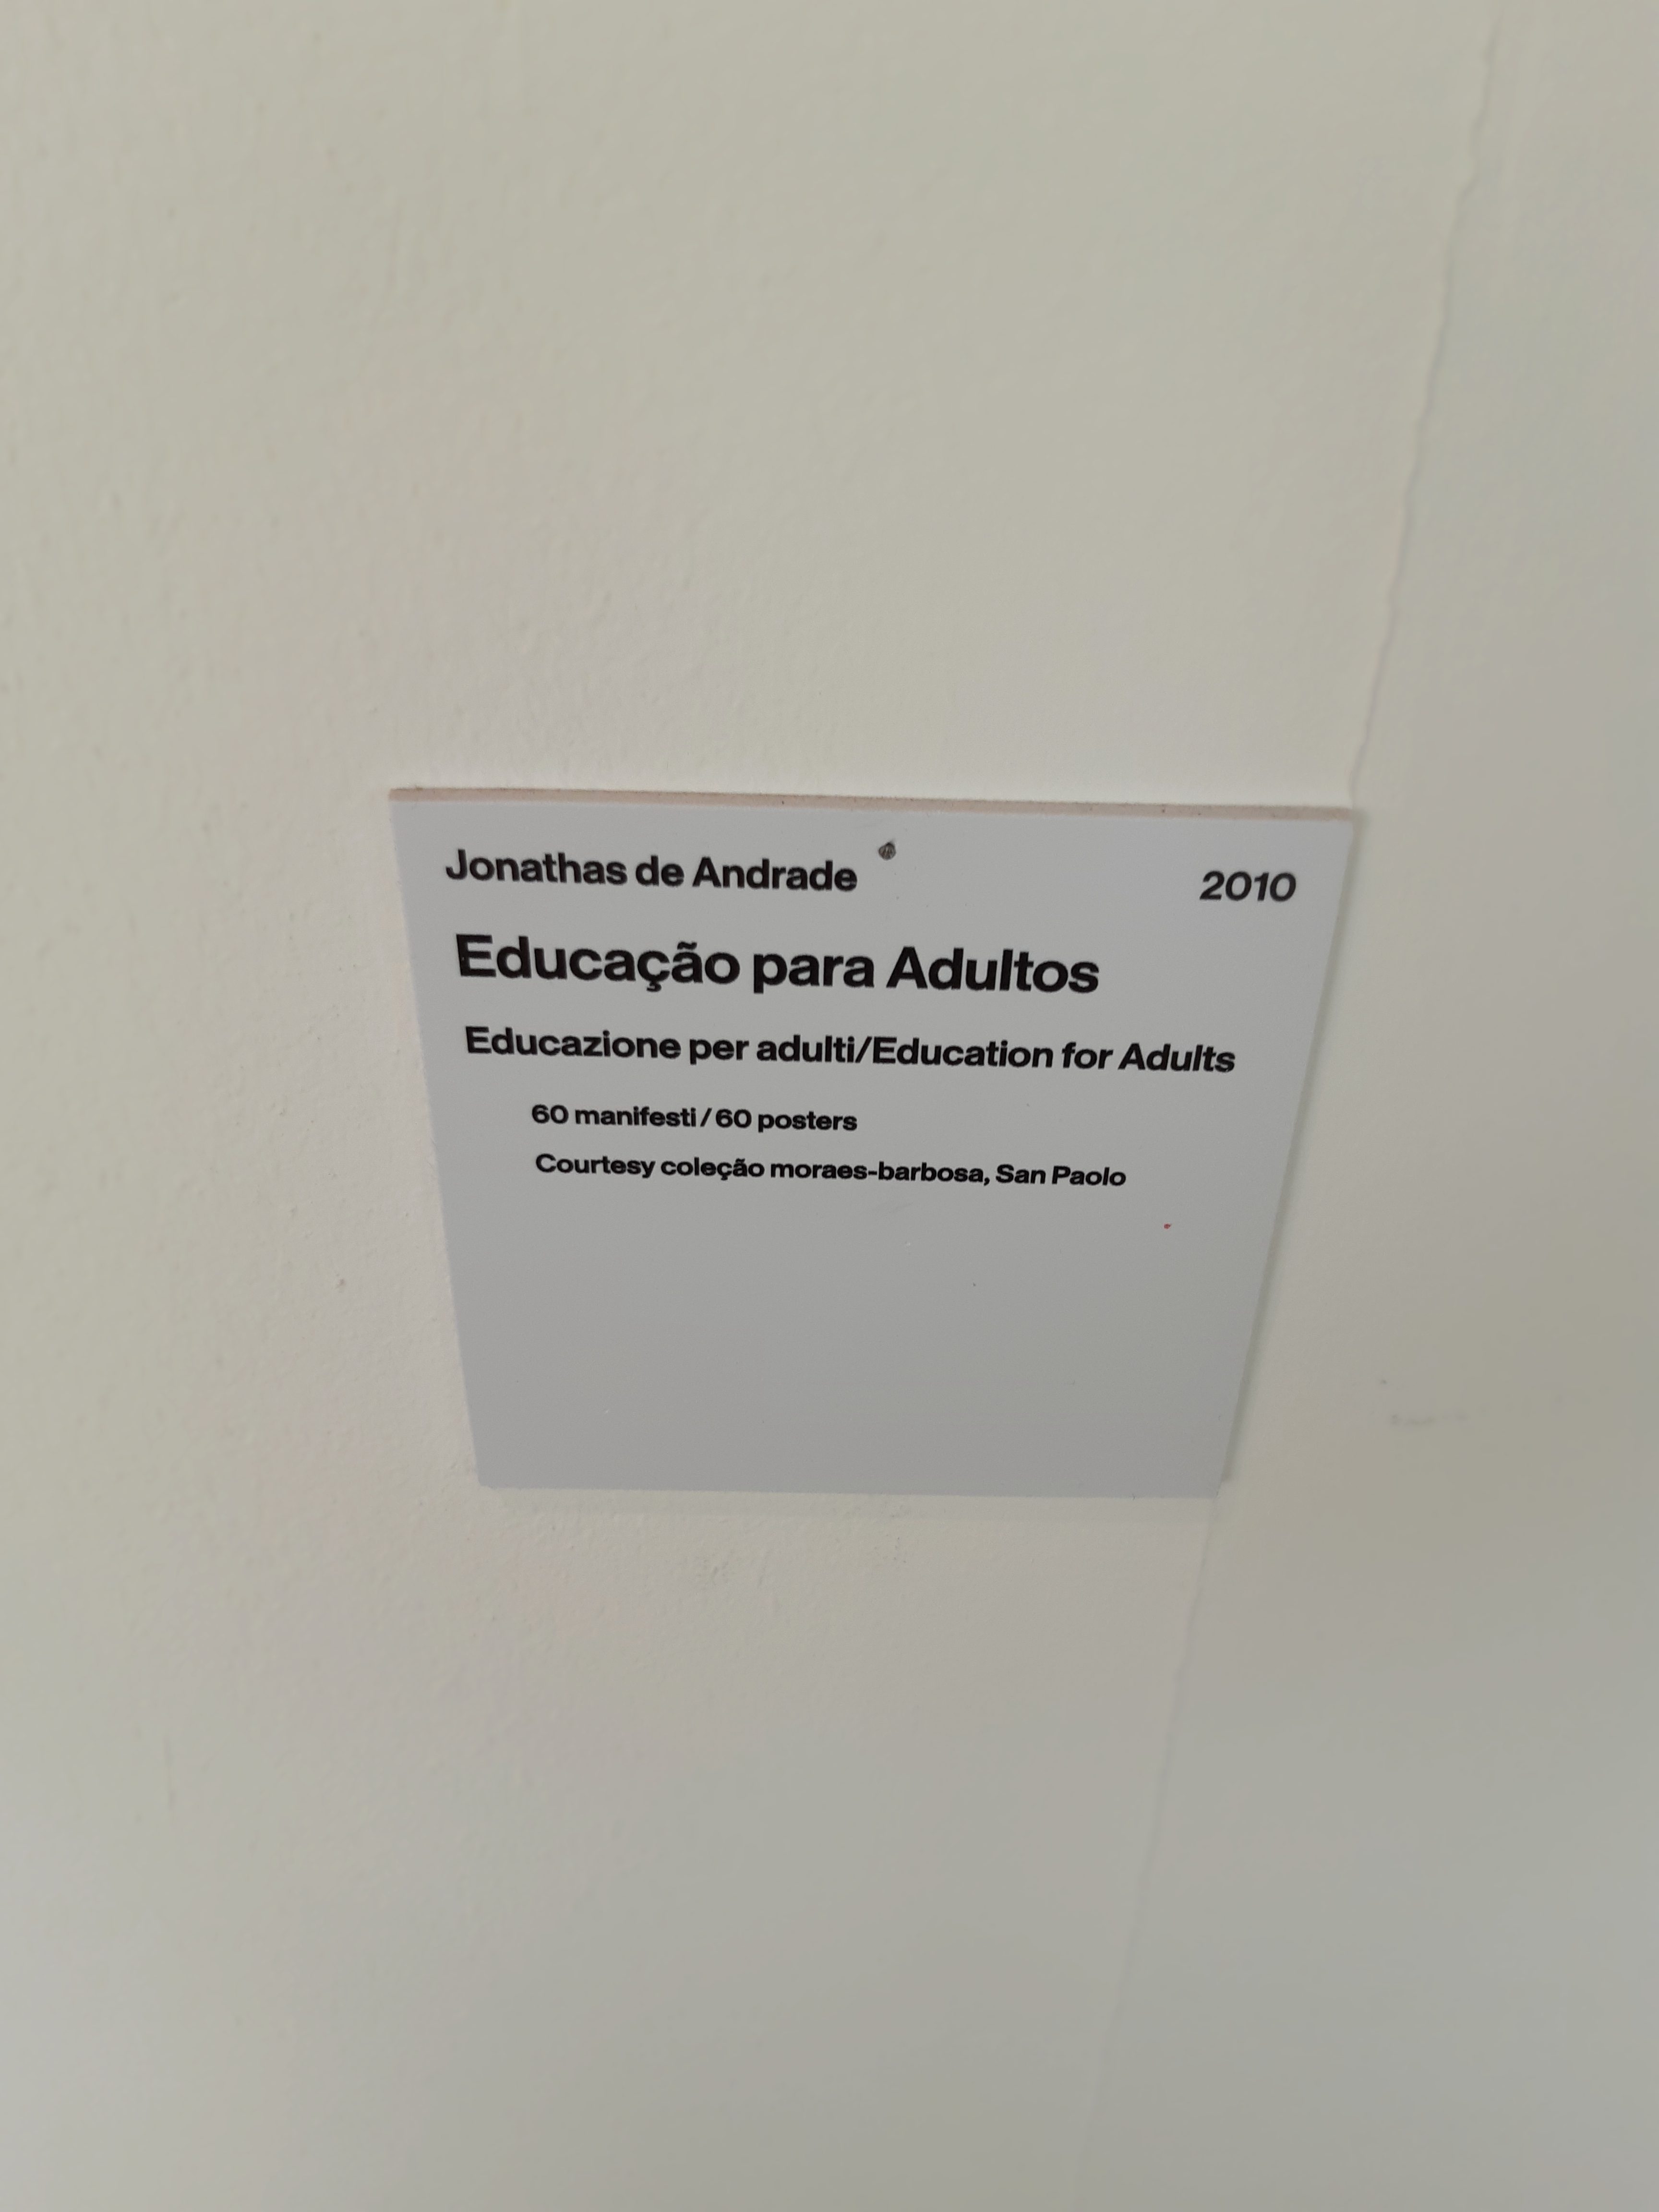 Jonathas de Andrade 2010
Educação para Adultos
Educazione per adulti/Education for Adults
60 manifesti / 60 posters
Courtesy coleção moraes-barbosa, San Paolo